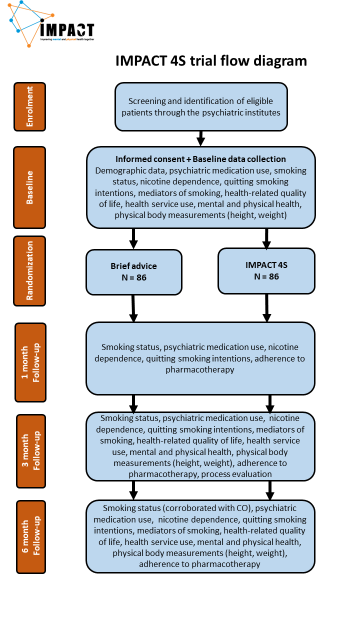 IMPACT
Improving mental and physical health together
IMPACT 4S trial flow diagram
Enrolment
Screening and identification of eligible
patients through the psychiatric institutes
Baseline
Informed consent + Baseline data collection
Demographic data, psychiatric medication use, smoking
status, nicotine dependence, quitting smoking
intentions, mediators of smoking, health-related quality
of life, health service use, mental and physical health,
physical body measurements (height, weight)
Randomization
Brief advice
N = 86
IMPACT 4S
N = 86
1 month
Follow-up
Smoking status, psychiatric medication use, nicotine
dependence, quitting smoking intentions, adherence to
pharmacotherapy
3 month
Follow-up
Smoking status, psychiatric medication use, nicotine
dependence, quitting smoking intentions, mediators of
smoking, health-related quality of life, health service
use, mental and physical health, physical body
measurements (height, weight), adherence to
pharmacotherapy, process evaluation
6 month
Follow-up
Smoking status (corroborated with CO), psychiatric
medication use, nicotine dependence, quitting smoking
intentions, mediators of smoking, health-related quality
of life, health service use, mental and physical health,
physical body measurements (height, weight),
adherence to pharmacotherapy